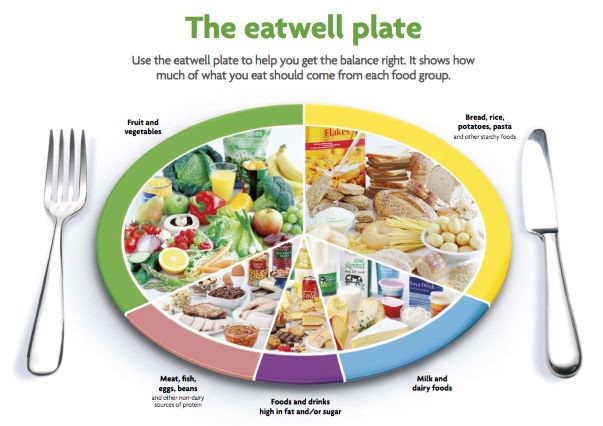 The eatwell plate
Use the eatwell plate to help you get the balance right. It shows how
much of what you eat should come from each food group.
Fruit and
vegetables
Bread, rice,
potatoes, pasta
and other starchy foods
peas
Flakes
Soya Drink
Meat, fish,
eggs, beans
and other non-dairy
sources of protein
Foods and drinks
high in fat and/or sugar
Milk and
dairy foods